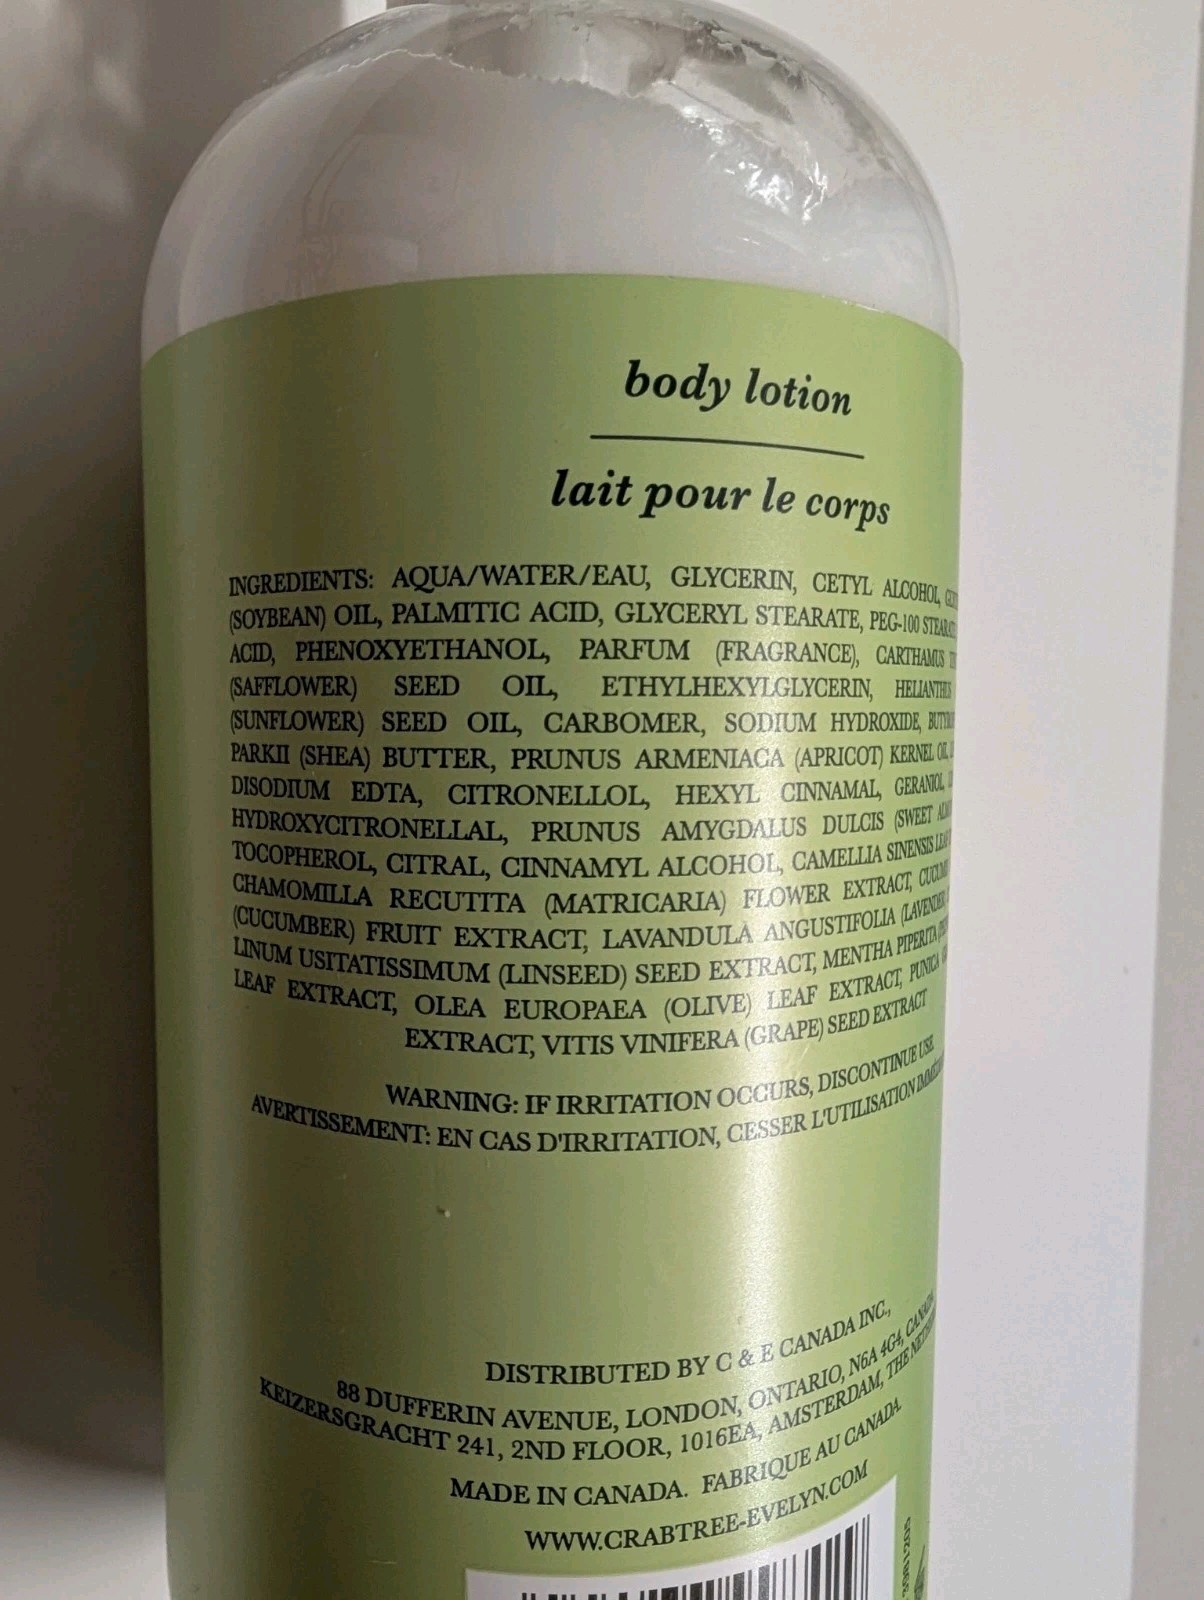 body lotion
lait pour le corps
INGREDIENTS: AQUA/WATER/EAU, GLYCERIN, CETYL ALCOHOL,
(SOYBEAN) OIL, PALMITIC ACID, GLYCERYL STEARATE, PEG-100
ACID, PHENOXYETHANOL, PARFUM (FRAGRANCE), CARTHAMUS
(SAFFLOWER) SEED OIL, ETHYLHEXYLGLYCERIN, HELIANTHUS
(SUNFLOWER) SEED OIL, CARBOMER, SODIUM HYDROXIDE,
PARKII (SHEA) BUTTER, PRUNUS ARMENIACA (APRICOT) KERNEL OIL,
DISODIUM EDTA, CITRONELLOL, HEXYL CINNAMAL, GERANIOL,
HYDROXYCITRONELLAL, PRUNUS AMYGDALUS DULCIS (SWEET
TOCOPHEROL, CITRAL, CINNAMYL ALCOHOL, CAMELLIA SINENSIS LEAF
CHAMOMILLA RECUTITA (MATRICARIA) FLOWER EXTRACT,
(CUCUMBER) FRUIT EXTRACT, LAVANDULA ANGUSTIFOLIA (LAVENDER)
LINUM USITATISSIMUM (LINSEED) SEED EXTRACT, MENTHA PIPERITA
LEAF EXTRACT, OLEA EUROPAEA (OLIVE) LEAF EXTRACT, PUNICA
EXTRACT, VITIS VINIFERA (GRAPE) SEED EXTRACT
WARNING: IF IRRITATION OCCURS, DISCONTINUE USE.
AVERTISSEMENT: EN CAS D'IRRITATION, CESSER L'UTILISATION
DISTRIBUTED BY C & E CANADA INC.,
88 DUFFERIN AVENUE, LONDON, ONTARIO, N6A 4G4, CANADA
KEIZERSGRACHT 241, 2ND FLOOR, 1016EA, AMSTERDAM, THE
MADE IN CANADA. FABRIQUE AU CANADA
WWW.CRABTREE-EVELYN.COM